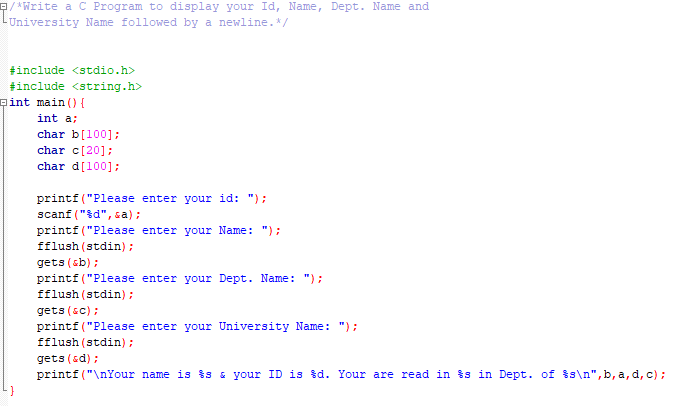 /*Write a C Program to display your Id, Name, Dept. Name and
University Name followed by a newline.*/
#include <stdio.h>
#include <string.h>
int main(){
    int a;
    char b[100];
    char c[20];
    char d[100];
    printf("Please enter your id: ");
    scanf("%d",&a);
    printf("Please enter your Name: ");
    fflush(stdin);
    gets(&b);
    printf("Please enter your Dept. Name: ");
    fflush(stdin);
    gets(&c);
    printf("Please enter your University Name: ");
    fflush(stdin);
    gets(&d);
    printf("\nYour name is %s & your ID is %d. Your are read in %s in Dept. of %s\n",b,a,d,c);
}